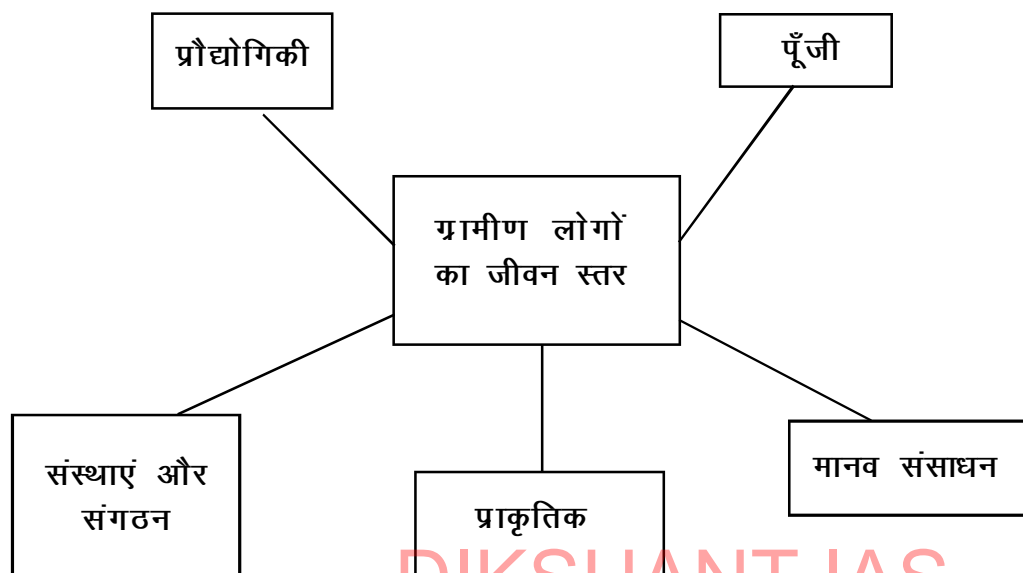 प्रौद्योगिकी
पूँजी
ग्रामीण लोगों
का जीवन स्तर
संस्थाएं और
संगठन
प्राकृतिक
मानव संसाधन
DIKSHANT IAS